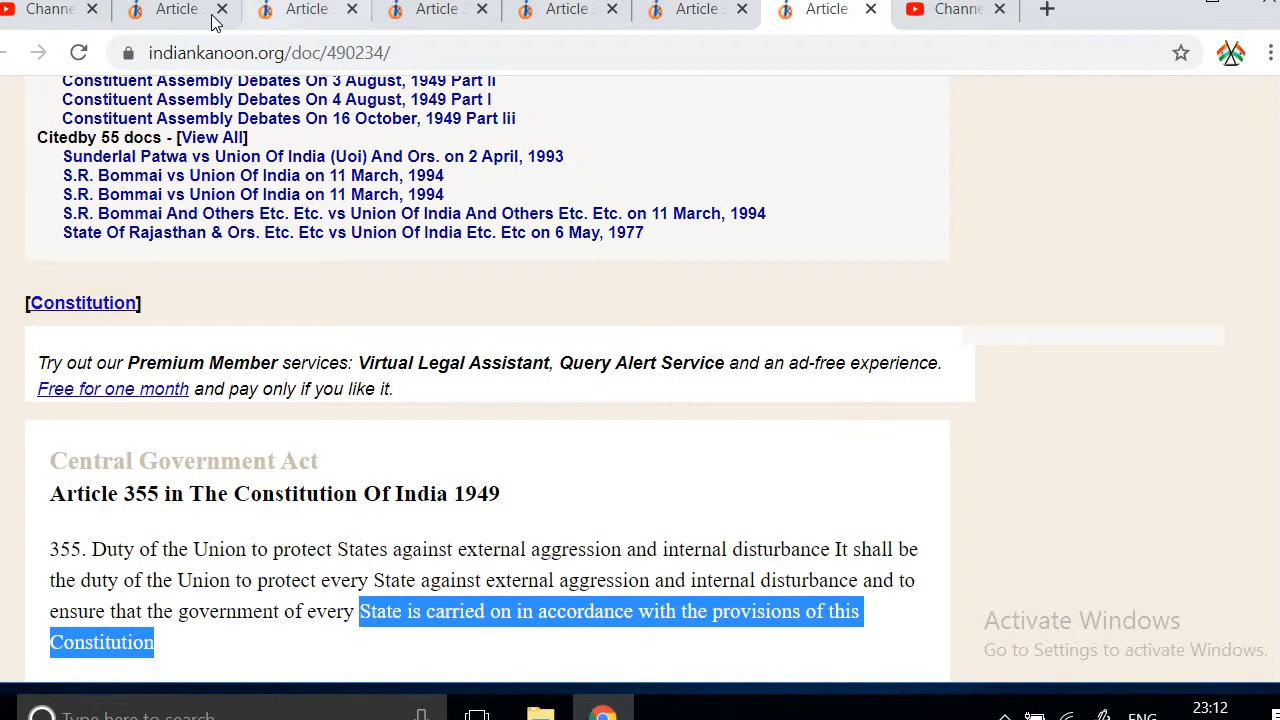 Channe
Article
Article
Article
Article
Article
Article
Channe
indiankanoon.org/doc/490234/
Constituent Assembly Debates On 3 August, 1949 Part Ii
Constituent Assembly Debates On 4 August, 1949 Part I
Constituent Assembly Debates On 16 October, 1949 Part Iii
Citedby 55 docs - [View All]
Sunderlal Patwa vs Union Of India (Uoi) And Ors. on 2 April, 1993
S.R. Bommai vs Union Of India on 11 March, 1994
S.R. Bommai vs Union Of India on 11 March, 1994
S.R. Bommai And Others Etc. Etc. vs Union Of India And Others Etc. Etc. on 11 March, 1994
State Of Rajasthan & Ors. Etc. Etc vs Union Of India Etc. Etc on 6 May, 1977
[Constitution]
Try out our Premium Member services: Virtual Legal Assistant, Query Alert Service and an ad-free experience.
Free for one month and pay only if you like it.
Central Government Act
Article 355 in The Constitution Of India 1949
355. Duty of the Union to protect States against external aggression and internal disturbance It shall be
the duty of the Union to protect every State against external aggression and internal disturbance and to
ensure that the government of every State is carried on in accordance with the provisions of this
Constitution
Activate Windows
Go to Settings to activate Windows.
Type here to search
ENG
23:12